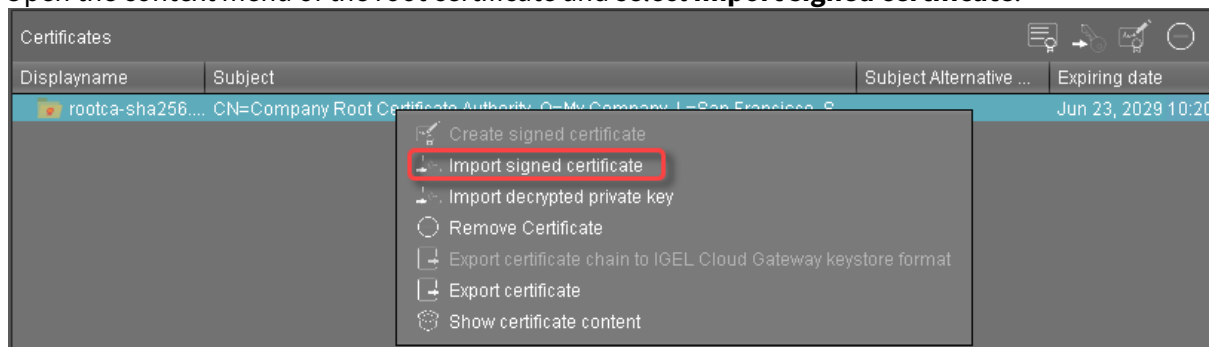 Open the context menu of the root certificate and select Import signed certificate.
Certificates
Displayname Subject Subject Alternative ... Expiring date
rootca-sha256.... CN=Company Root Certificate Authority, O=My Company, L=San Francisco, S Jun 23, 2029 10:20
Create signed certificate
Import signed certificate
Import decrypted private key
Remove Certificate
Export certificate chain to IGEL Cloud Gateway keystore format
Export certificate
Show certificate content